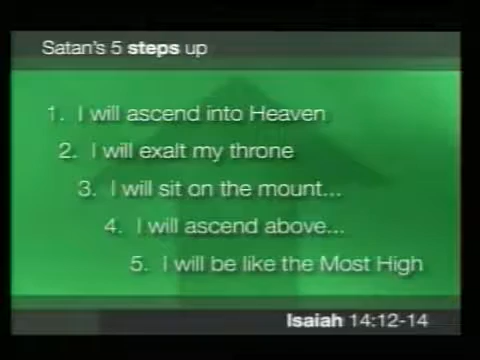 Satan's 5 steps up
1. I will ascend into Heaven
2. I will exalt my throne
3. I will sit on the mount...
4. I will ascend above...
5. I will be like the Most High
Isaiah 14:12-14